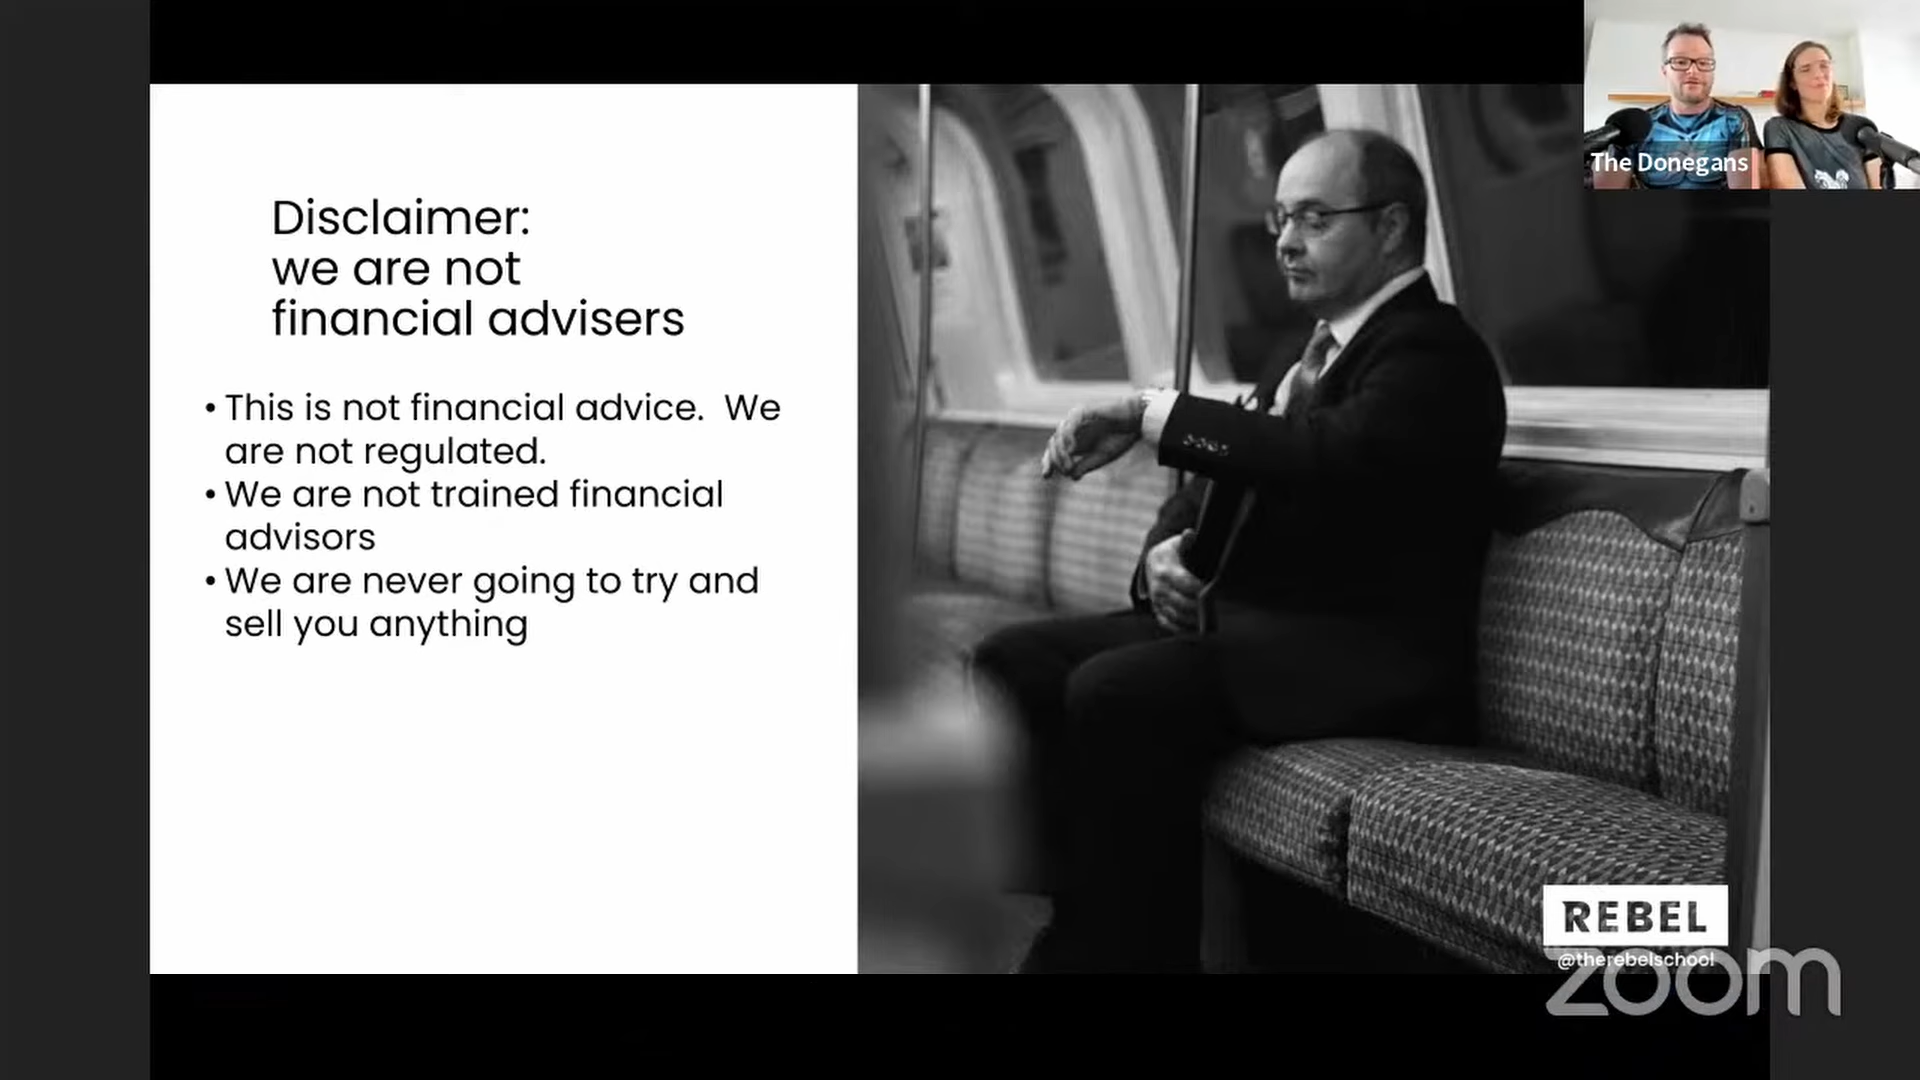 The Donegans
Disclaimer:
we are not
financial advisers
• This is not financial advice.  We
are not regulated.
• We are not trained financial
advisors
• We are never going to try and
sell you anything
REBEL
@therebelschool
zoom